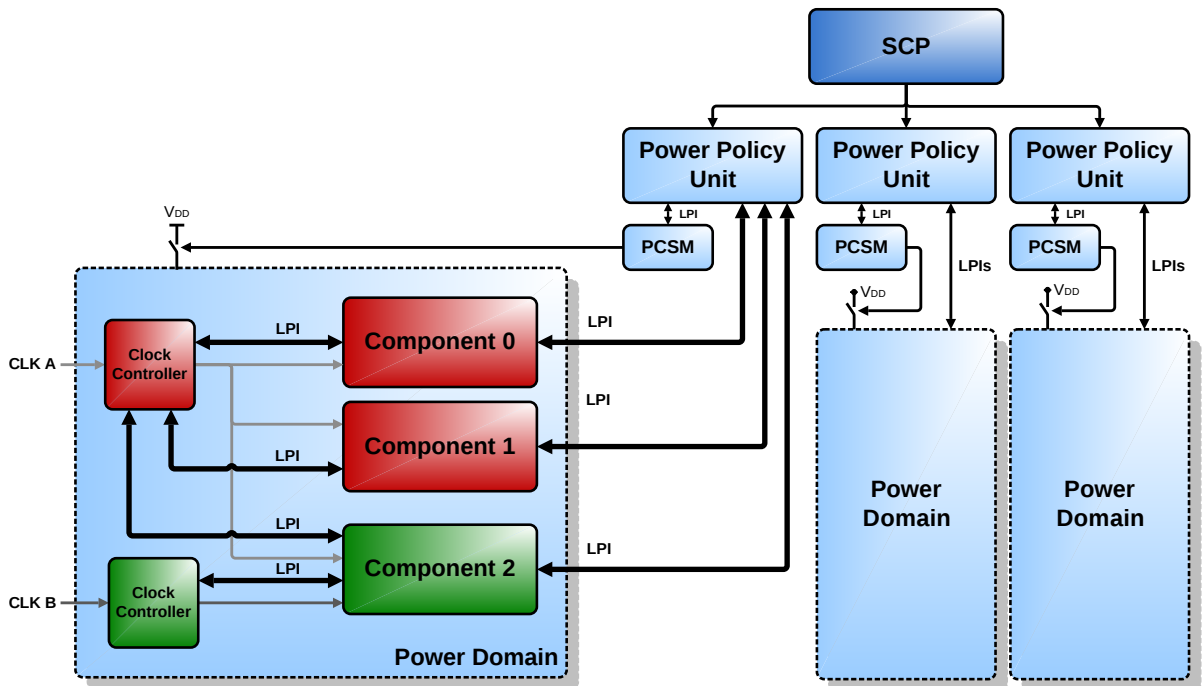 SCP
Power Policy
Unit
Power Policy
Unit
Power Policy
Unit
LPI
LPI
LPI
VDD
PCSM
PCSM
PCSM
LPIs
LPIs
VDD
VDD
LPI
Component 0
LPI
Clock
Controller
CLK A
LPI
Component 1
LPI
Power
Domain
Power
Domain
LPI
Component 2
LPI
LPI
Clock
Controller
CLK B
Power Domain